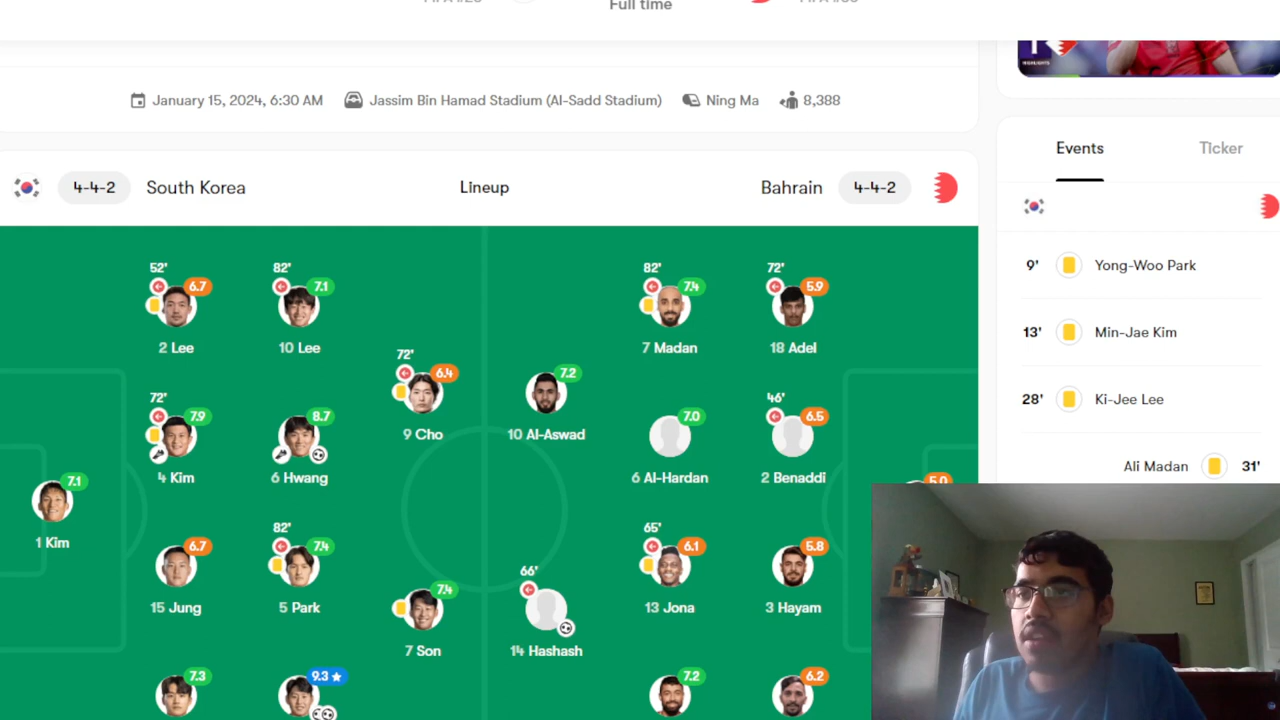 Full time
January 15, 2024, 6:30 AM Jassim Bin Hamad Stadium (Al-Sadd Stadium) Ning Ma 8,388
HIGHLIGHTS
Events Ticker
4-4-2 South Korea Lineup Bahrain 4-4-2
9' Yong-Woo Park
13' Min-Jae Kim
28' Ki-Jee Lee
Ali Madan 31'
52' 82' 82' 72'
6.7 7.1 7.4 5.9
2 Lee 10 Lee 7 Madan 18 Adel
72' 6.4 7.2
9 Cho 10 Al-Aswad
72' 46'
7.9 8.7 7.0 6.5
4 Kim 6 Hwang 6 Al-Hardan 2 Benaddi
7.1 5.0
1 Kim
82' 65'
6.7 7.4 6.1 5.8
15 Jung 5 Park 13 Jona 3 Hayam
66' 7.4
7 Son 14 Hashash
7.3 9.3 7.2 6.2